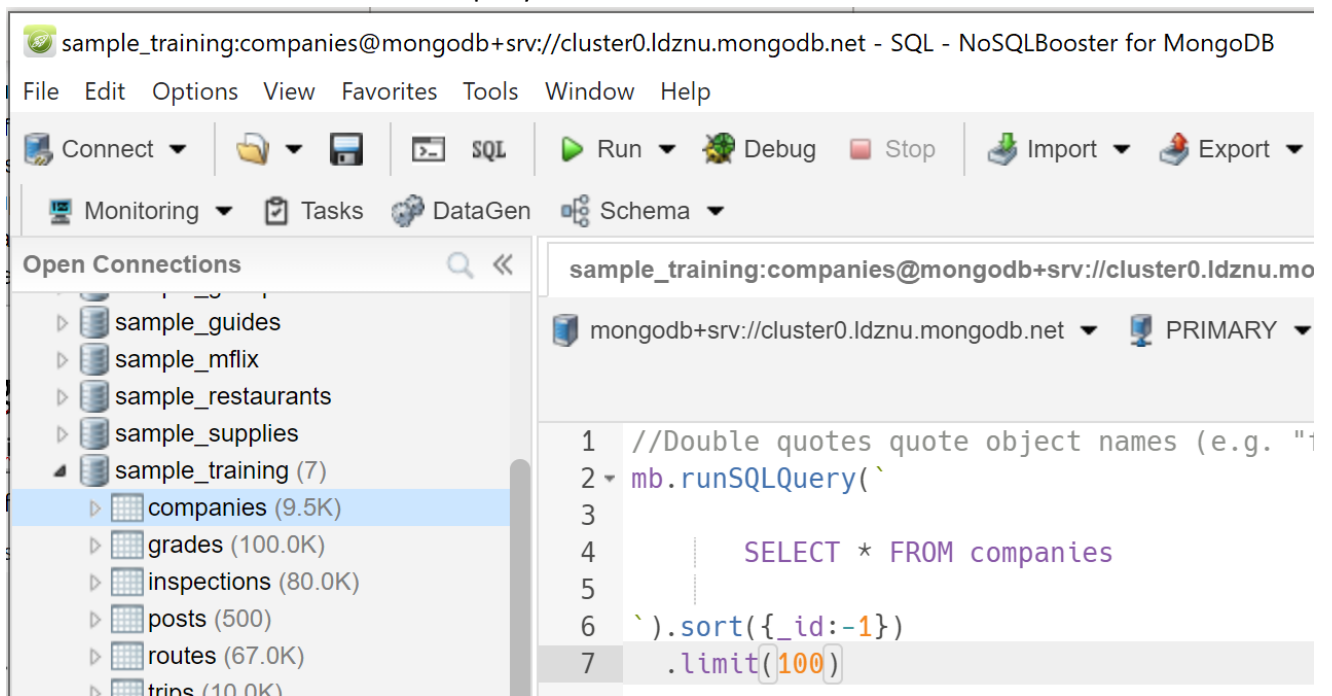 sample_training:companies@mongodb+srv://cluster0.ldznu.mongodb.net - SQL - NoSQLBooster for MongoDB
File Edit Options View Favorites Tools Window Help
Connect SQL Run Debug Stop Import Export
Monitoring Tasks DataGen Schema
Open Connections
sample_guides
sample_mflix
sample_restaurants
sample_supplies
sample_training (7)
companies (9.5K)
grades (100.0K)
inspections (80.0K)
posts (500)
routes (67.0K)
trips (10.0K)
sample_training:companies@mongodb+srv://cluster0.ldznu.mo
mongodb+srv://cluster0.ldznu.mongodb.net PRIMARY
1 //Double quotes quote object names (e.g. "
2 mb.runSQLQuery(`
3
4 SELECT * FROM companies
5
6 `).sort({_id:-1})
7 .limit(100)